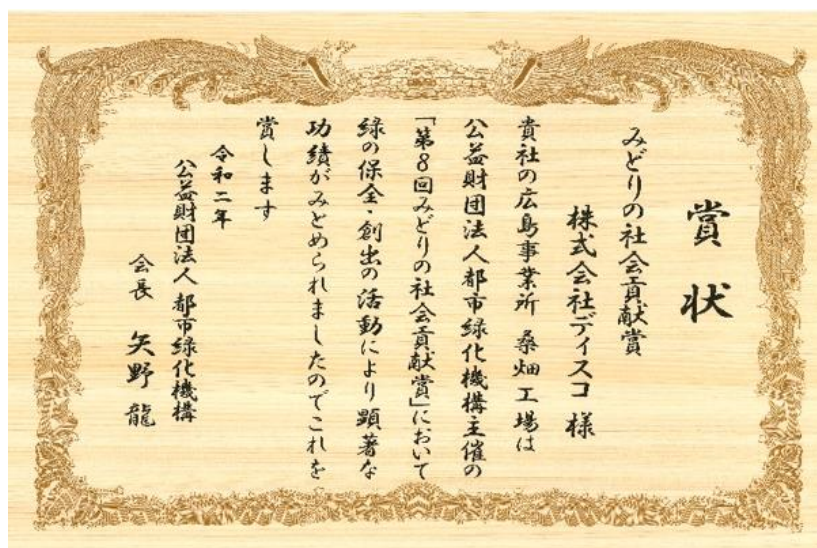 賞状
みどりの社会貢献賞
株式会社ディスコ 様
貴社の広島事業所 桑畑工場は
公益財団法人都市緑化機構主催の
「第8回みどりの社会貢献賞」において
緑の保全・創出の活動により顕著な
功績がみとめられましたのでこれを
賞します
令和二年
公益財団法人 都市緑化機構
会長 矢野 龍